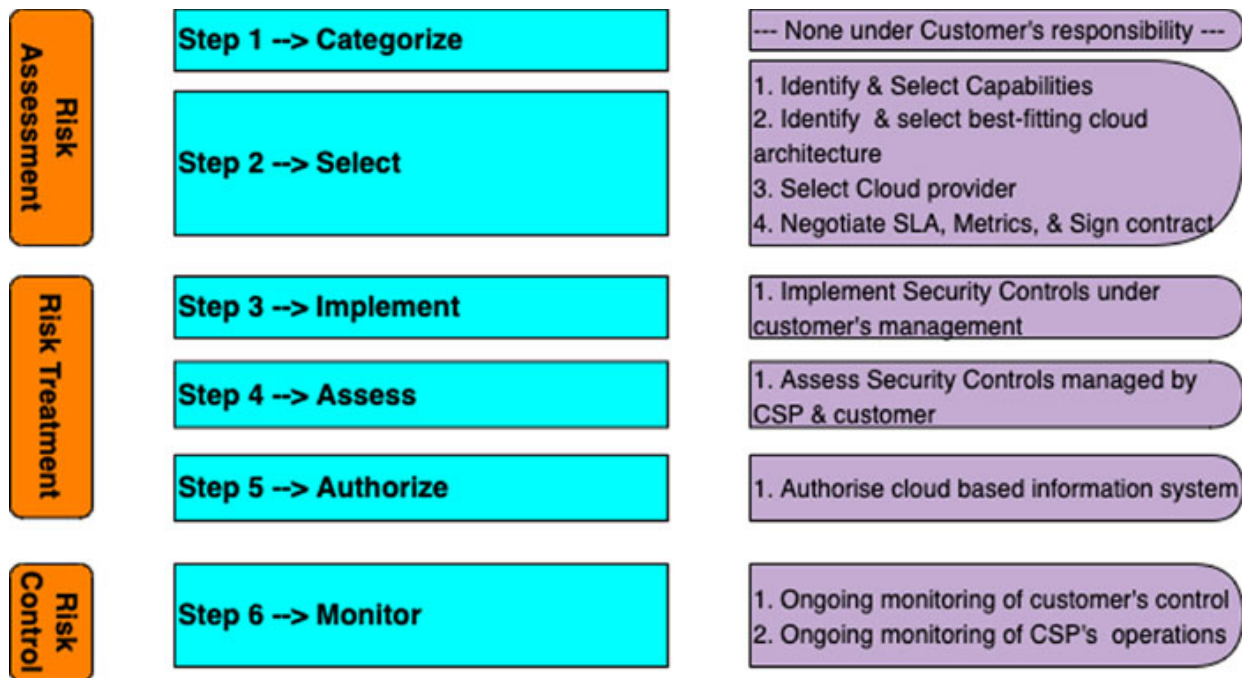 Risk
Assessment
Step 1 --> Categorize
--- None under Customer's responsibility ---
Step 2 --> Select
1. Identify & Select Capabilities
2. Identify & select best-fitting cloud
architecture
3. Select Cloud provider
4. Negotiate SLA, Metrics, & Sign contract
Risk Treatment
Step 3 --> Implement
1. Implement Security Controls under
customer's management
Step 4 --> Assess
1. Assess Security Controls managed by
CSP & customer
Step 5 --> Authorize
1. Authorise cloud based information system
Risk
Control
Step 6 --> Monitor
1. Ongoing monitoring of customer's control
2. Ongoing monitoring of CSP's operations